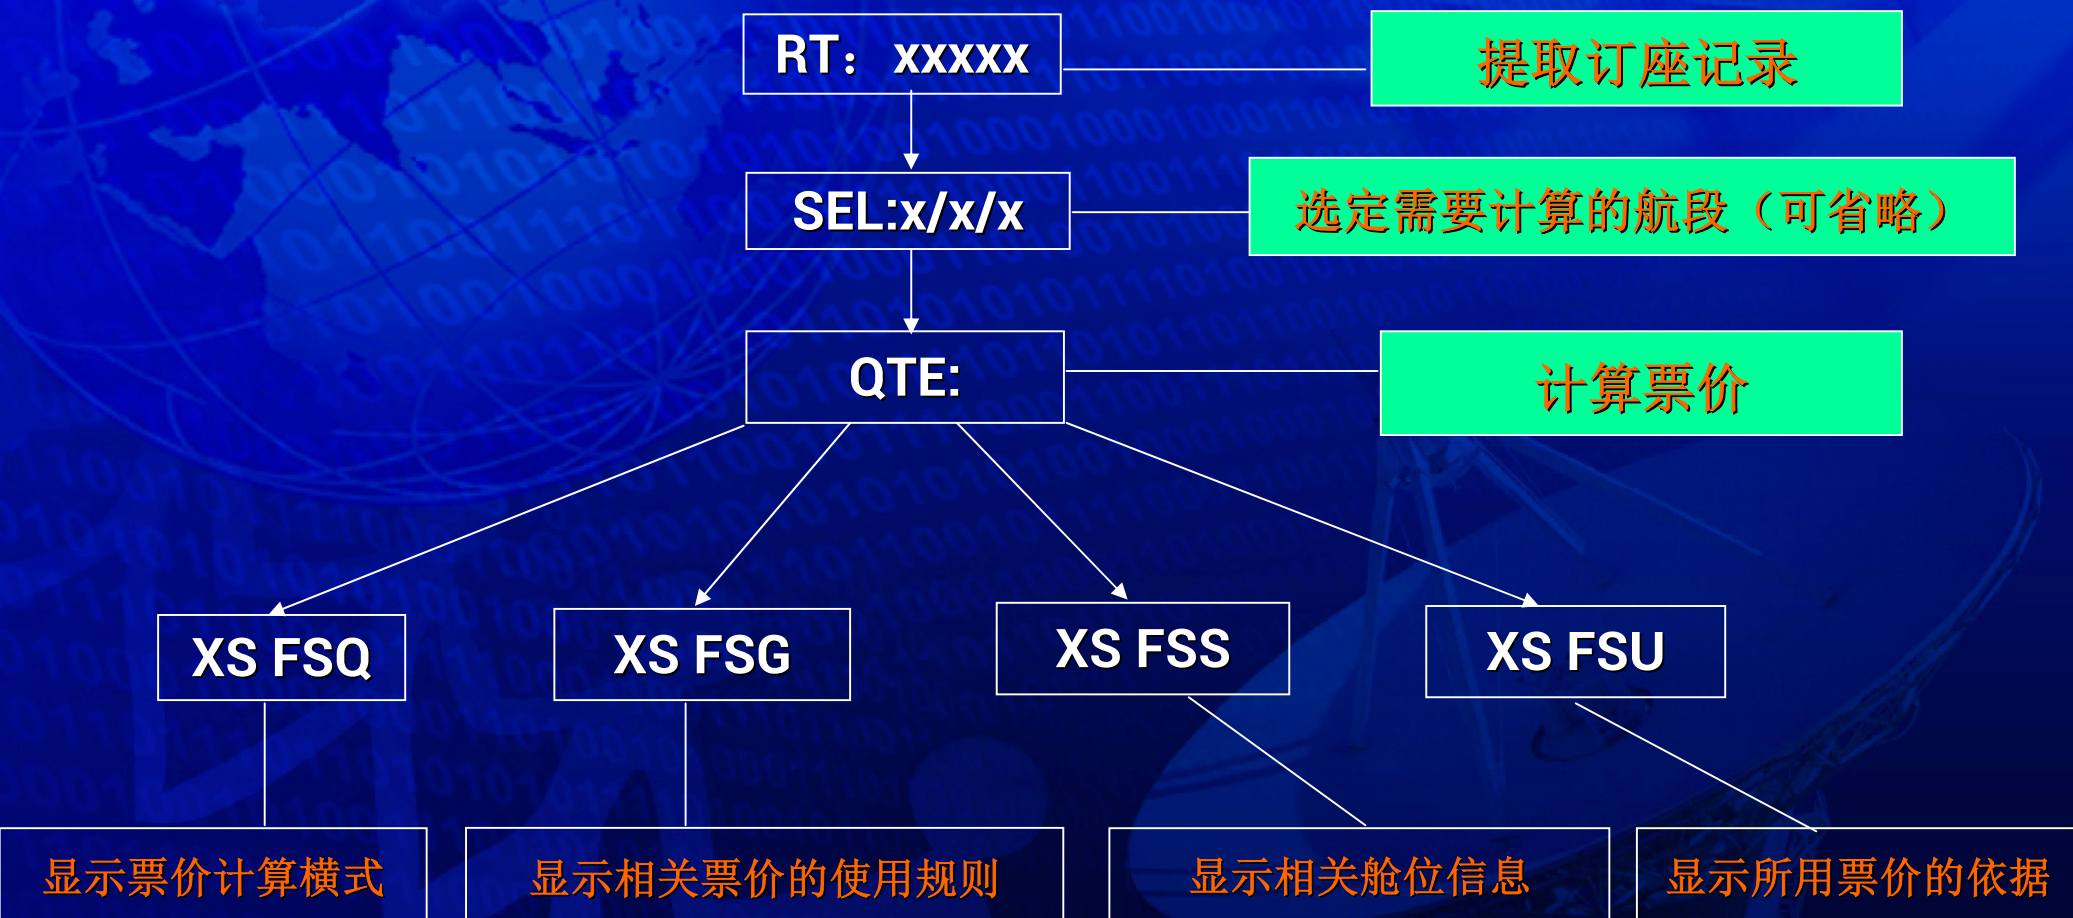 RT：xxxxx
提取订座记录
SEL:x/x/x
选定需要计算的航段（可省略）
QTE:
计算票价
XS FSQ
XS FSG
XS FSS
XS FSU
显示票价计算横式
显示相关票价的使用规则
显示相关舱位信息
显示所用票价的依据